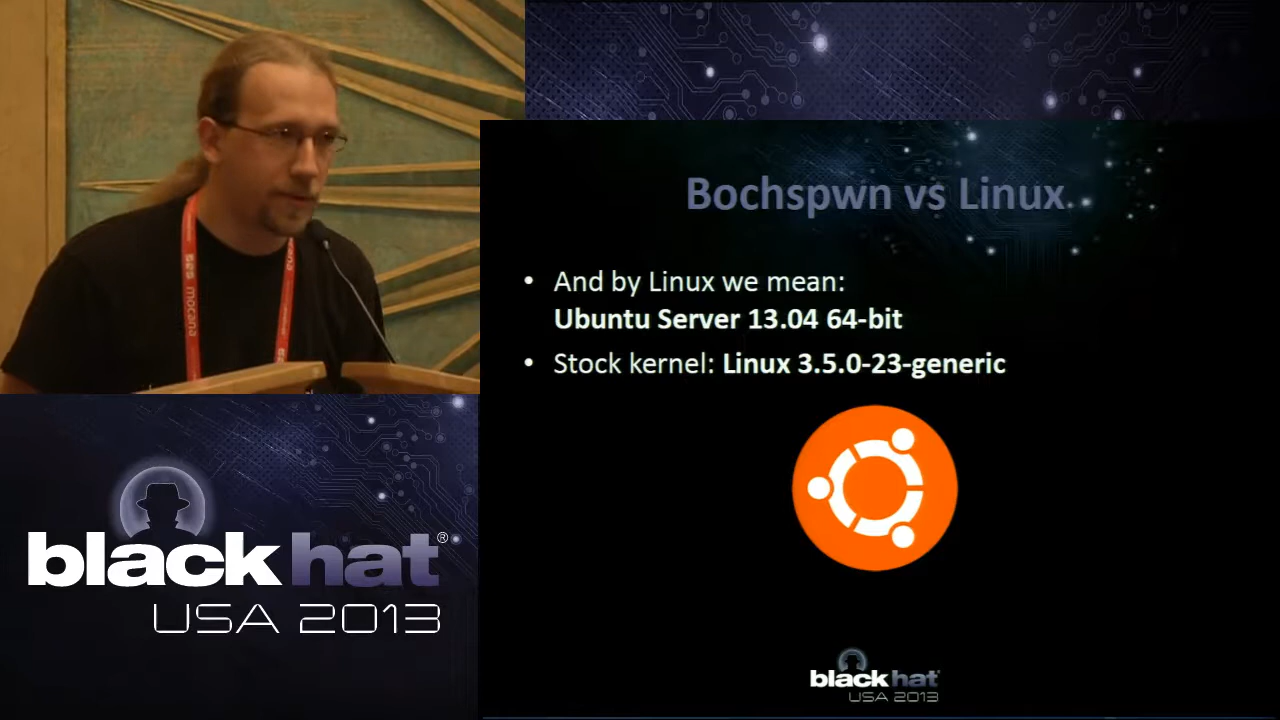 Bochspwn vs Linux
• And by Linux we mean:
Ubuntu Server 13.04 64-bit
• Stock kernel: Linux 3.5.0-23-generic
mocana
black hat®
USA 2013
black hat®
USA 2013